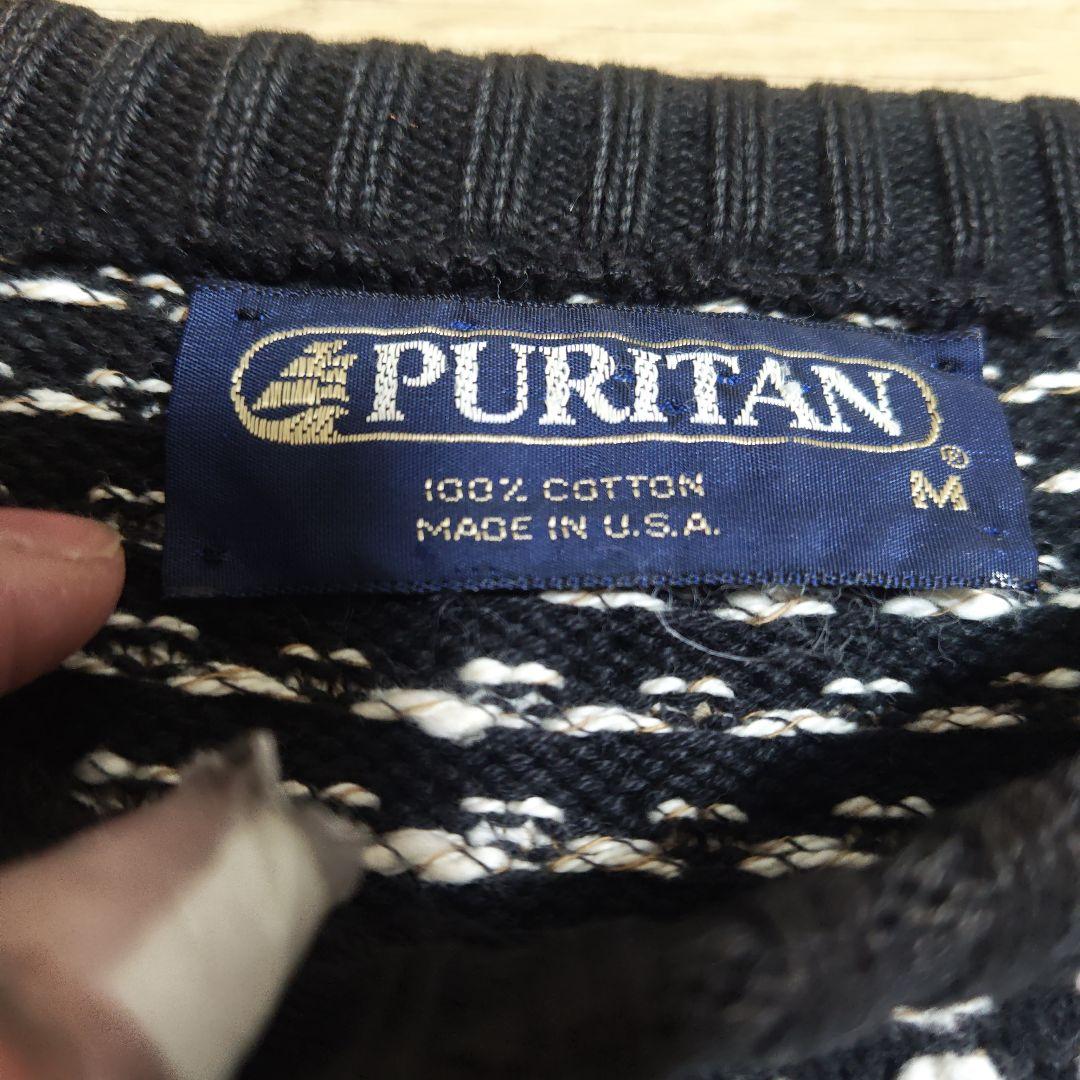 PURITAN®
M
100% COTTON
MADE IN U.S.A.